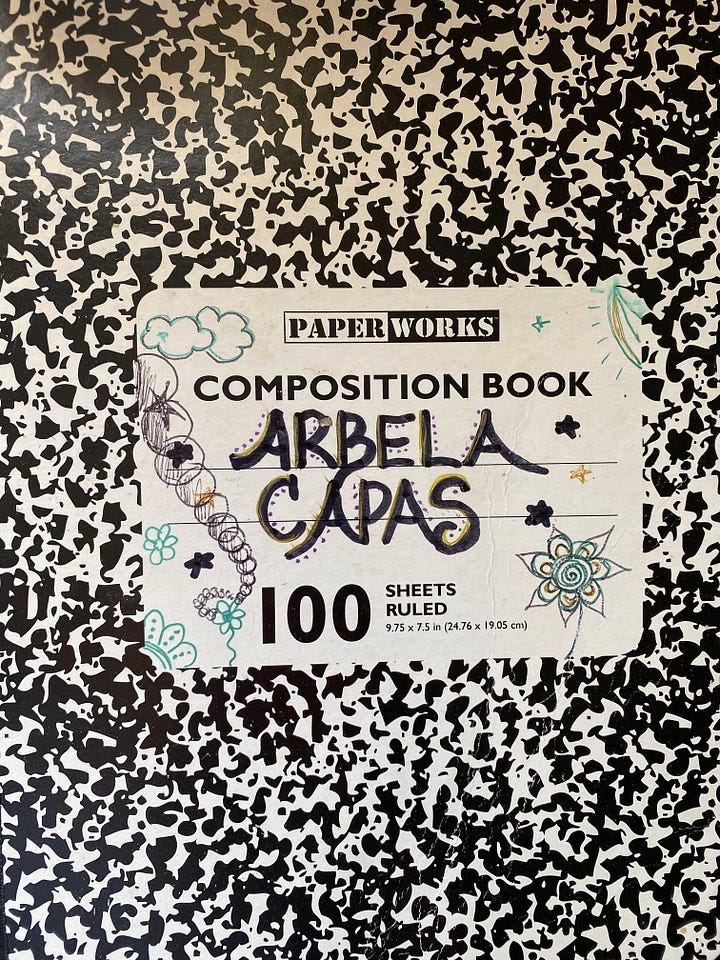 PAPERWORKS
COMPOSITION BOOK
ARBELA
CAPAS
100 SHEETS
RULED
9.75 x 7.5 in (24.76 x 19.05 cm)